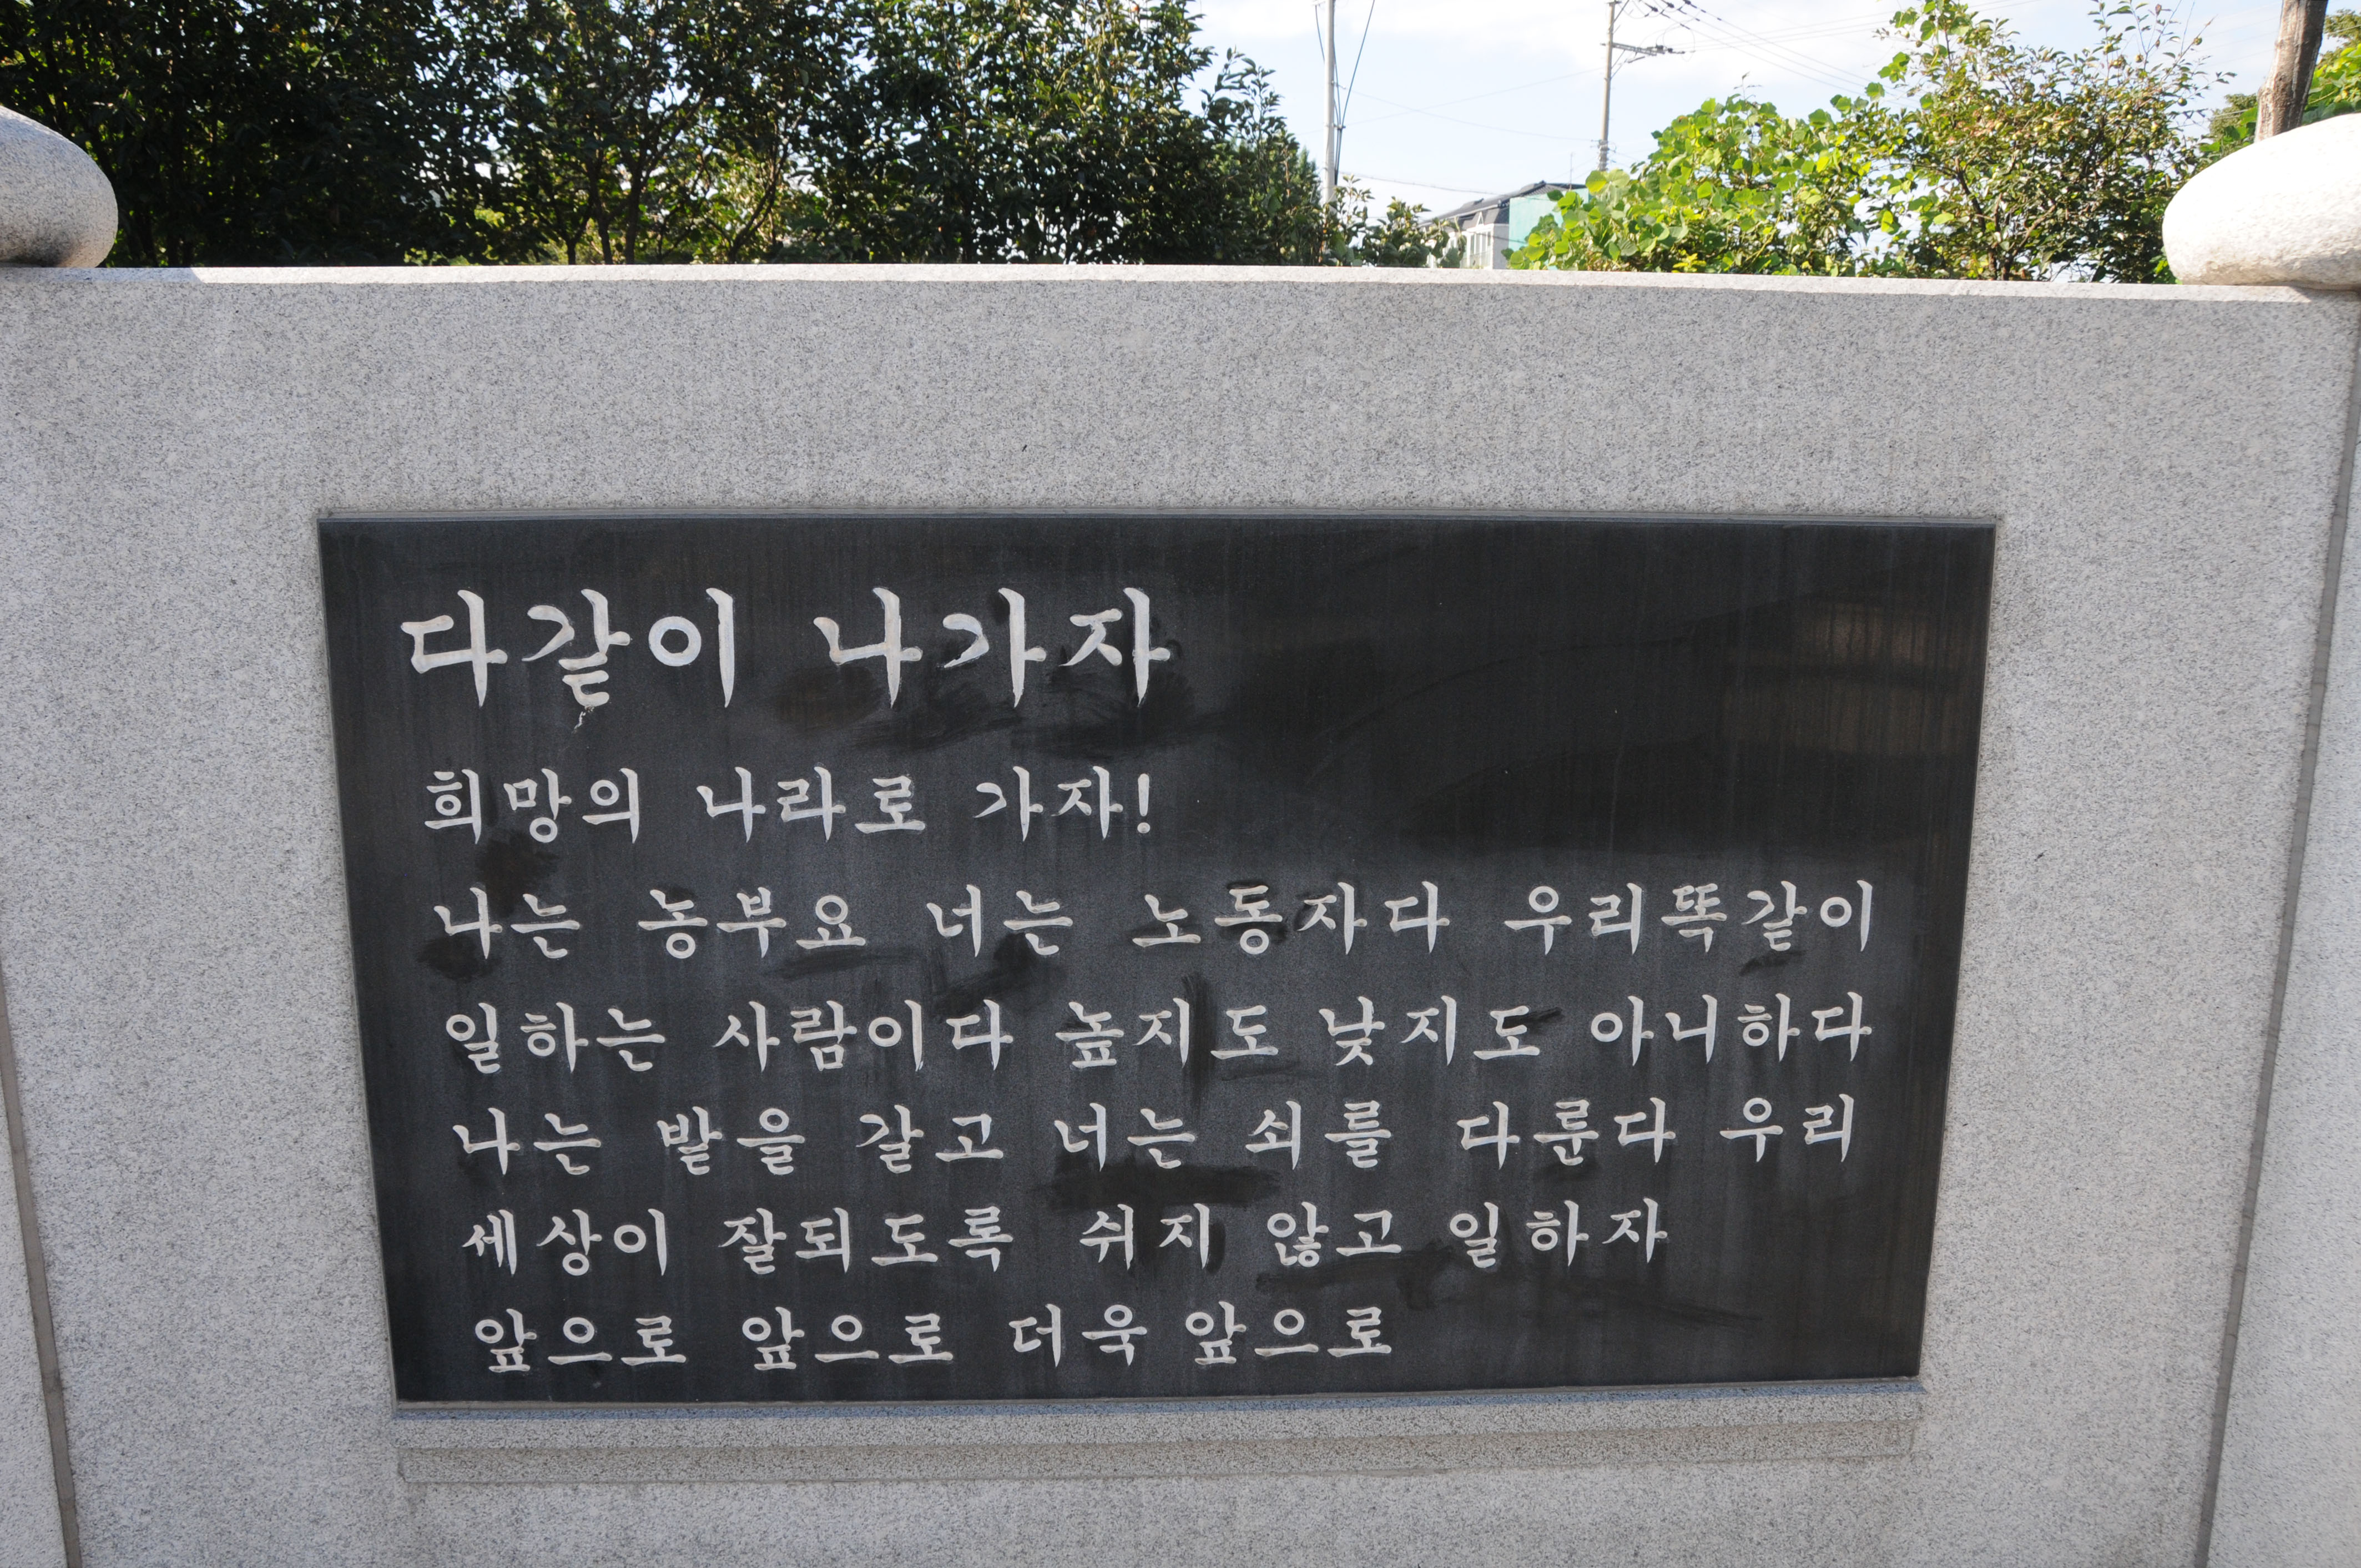 다같이 나가자
희망의 나라로 가자!
나는 농부요 너는 노동자다 우리똑같이
일하는 사람이다 높지도 낮지도 아니하다
나는 밭을 갈고 너는 쇠를 다룬다 우리
세상이 잘되도록 쉬지 않고 일하자
앞으로 앞으로 더욱 앞으로